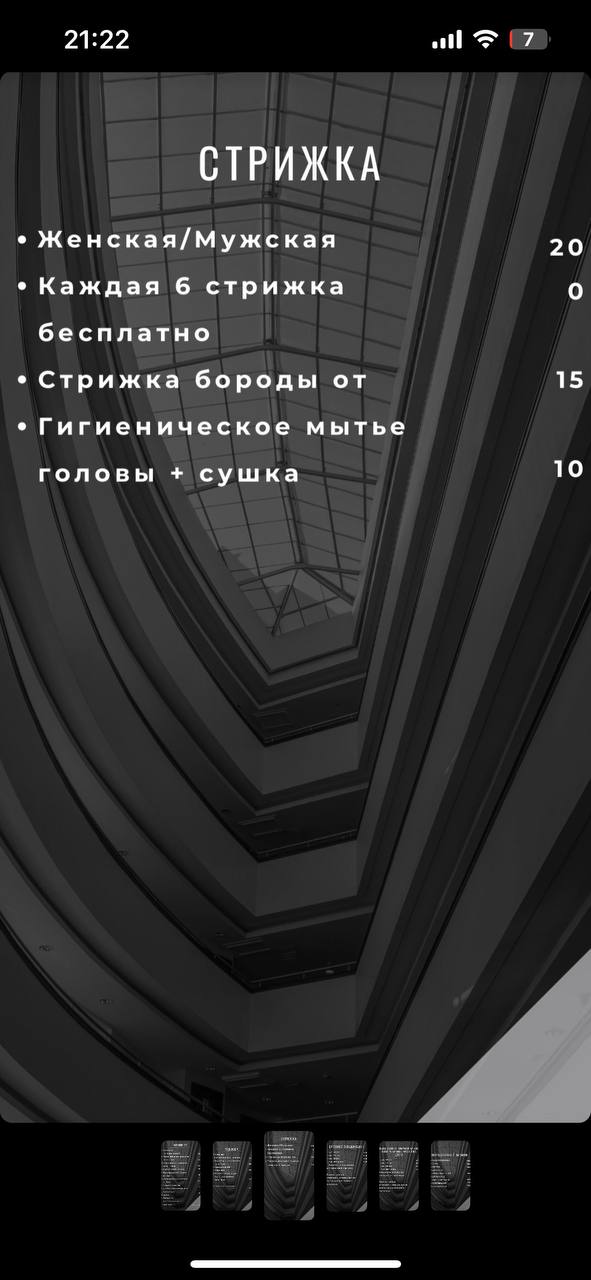 21:22
7
СТРИЖКА
• Женская/Мужская 20
• Каждая 6 стрижка 0
бесплатно
• Стрижка бороды от 15
• Гигиеническое мытье
головы + сушка 10